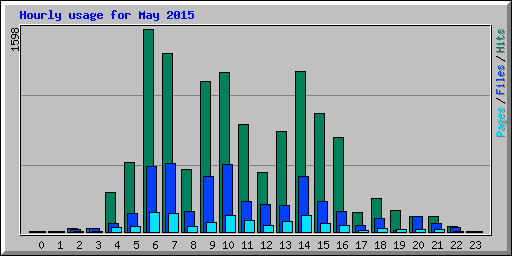 Hourly usage for May 2015
1598
Pages/Files/Hits
0 1 2 3 4 5 6 7 8 9 10 11 12 13 14 15 16 17 18 19 20 21 22 23